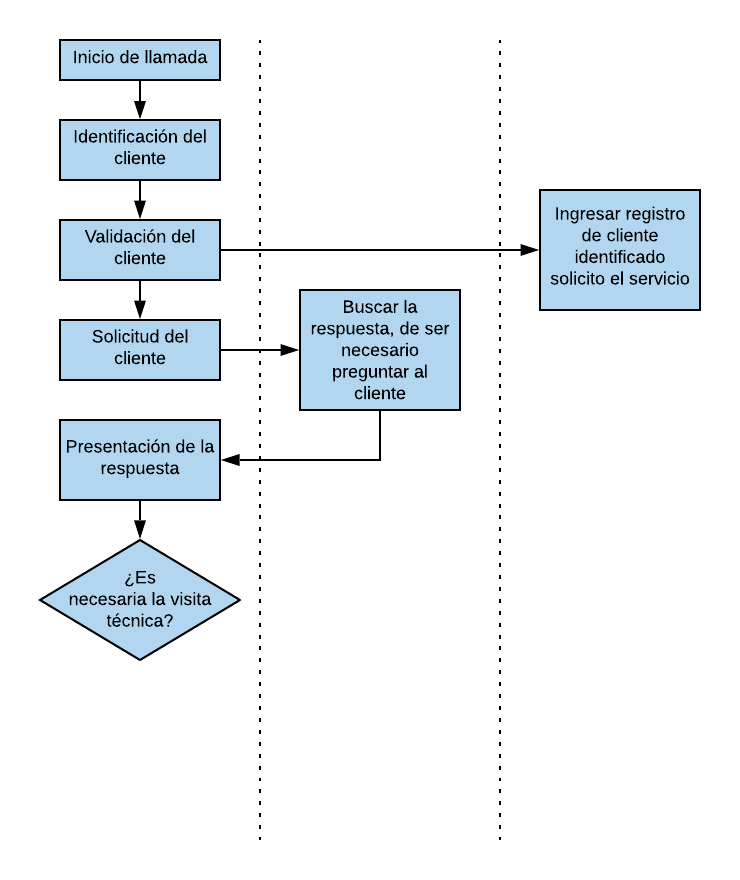 Inicio de llamada
Identificación del
cliente
Validación del
cliente
Ingresar registro
de cliente
identificado
solicito el servicio
Solicitud del
cliente
Buscar la
respuesta, de ser
necesario
preguntar al
cliente
Presentación de la
respuesta
¿Es
necesaria la visita
técnica?